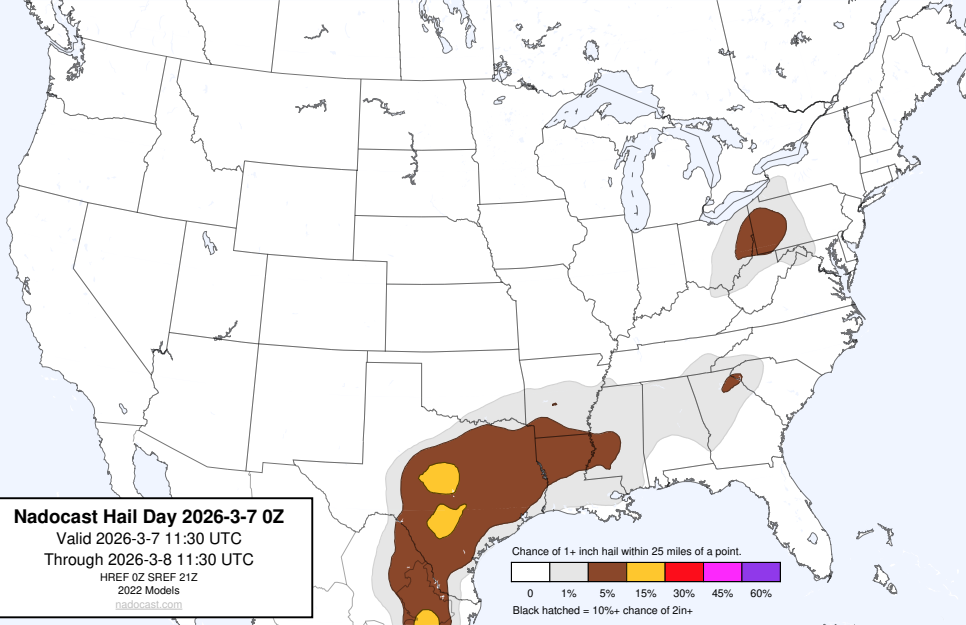 Nadocast Hail Day 2026-3-7 0Z
Valid 2026-3-7 11:30 UTC
Through 2026-3-8 11:30 UTC
HREF 0Z SREF 21Z
2022 Models
nadocast.com
Chance of 1+ inch hail within 25 miles of a point.
0 1% 5% 15% 30% 45% 60%
Black hatched = 10%+ chance of 2in+